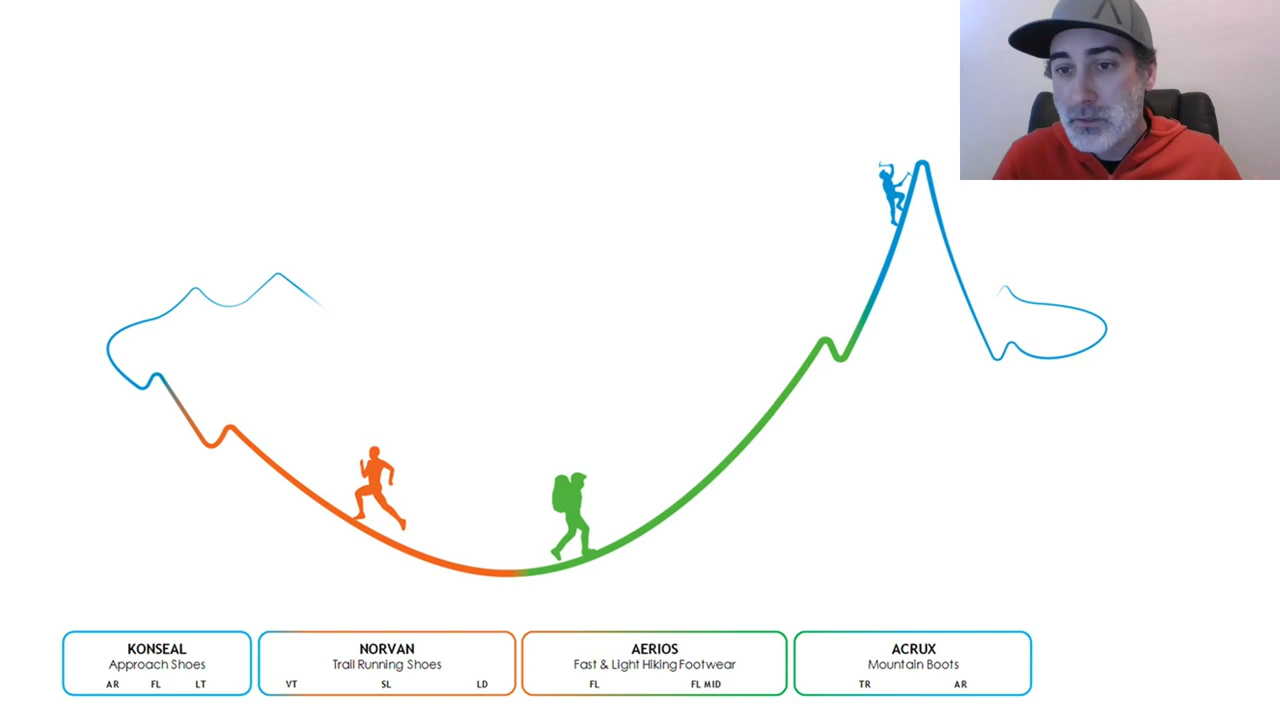 KONSEAL
Approach Shoes
AR FL LT
NORVAN
Trail Running Shoes
VT SL LD
AERIOS
Fast & Light Hiking Footwear
FL FL MID
ACRUX
Mountain Boots
TR AR